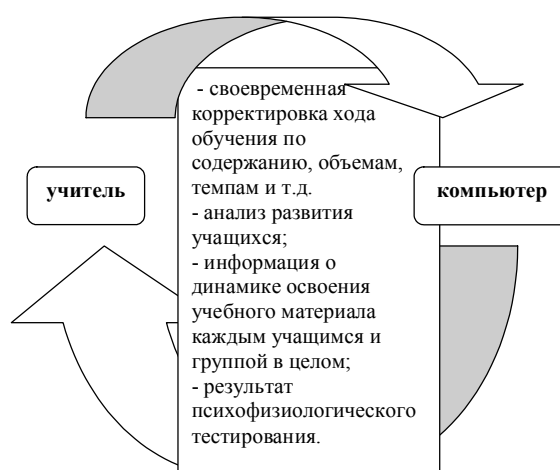 - своевременная
корректировка хода
обучения по
содержанию, объемам,
темпам и т.д.
- анализ развития
учащихся;
- информация о
динамике освоения
учебного материала
каждым учащимся и
группой в целом;
- результат
психофизиологического
тестирования.
учитель
компьютер